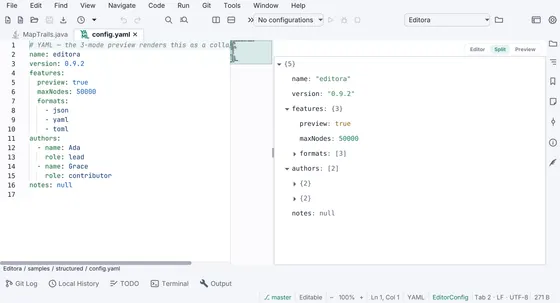 File Edit Find View Navigate Code Run Git Tools Window Help
No configurations
Editora
MapTraits.java
config.yaml
Editor Split Preview
1 # YAML — the 3-mode preview renders this as a colla
2 name: editora
3 version: 0.9.2
4 features:
5 preview: true
6 maxNodes: 50000
7 formats:
8 - json
9 - yaml
10 - toml
11 authors:
12 - name: Ada
13 role: lead
14 - name: Grace
15 role: contributor
16 notes: null
17
{5}
name: "editora"
version: "0.9.2"
features: {3}
preview: true
maxNodes: 50000
formats: [3]
authors: [2]
{2}
{2}
notes: null
Editora / samples / structured / config.yaml
Git Log Local History TODO Terminal Output
master Editable − 100% + Ln 1, Col 1 YAML EditorConfig Tab 2 · LF · UTF-8 271 B